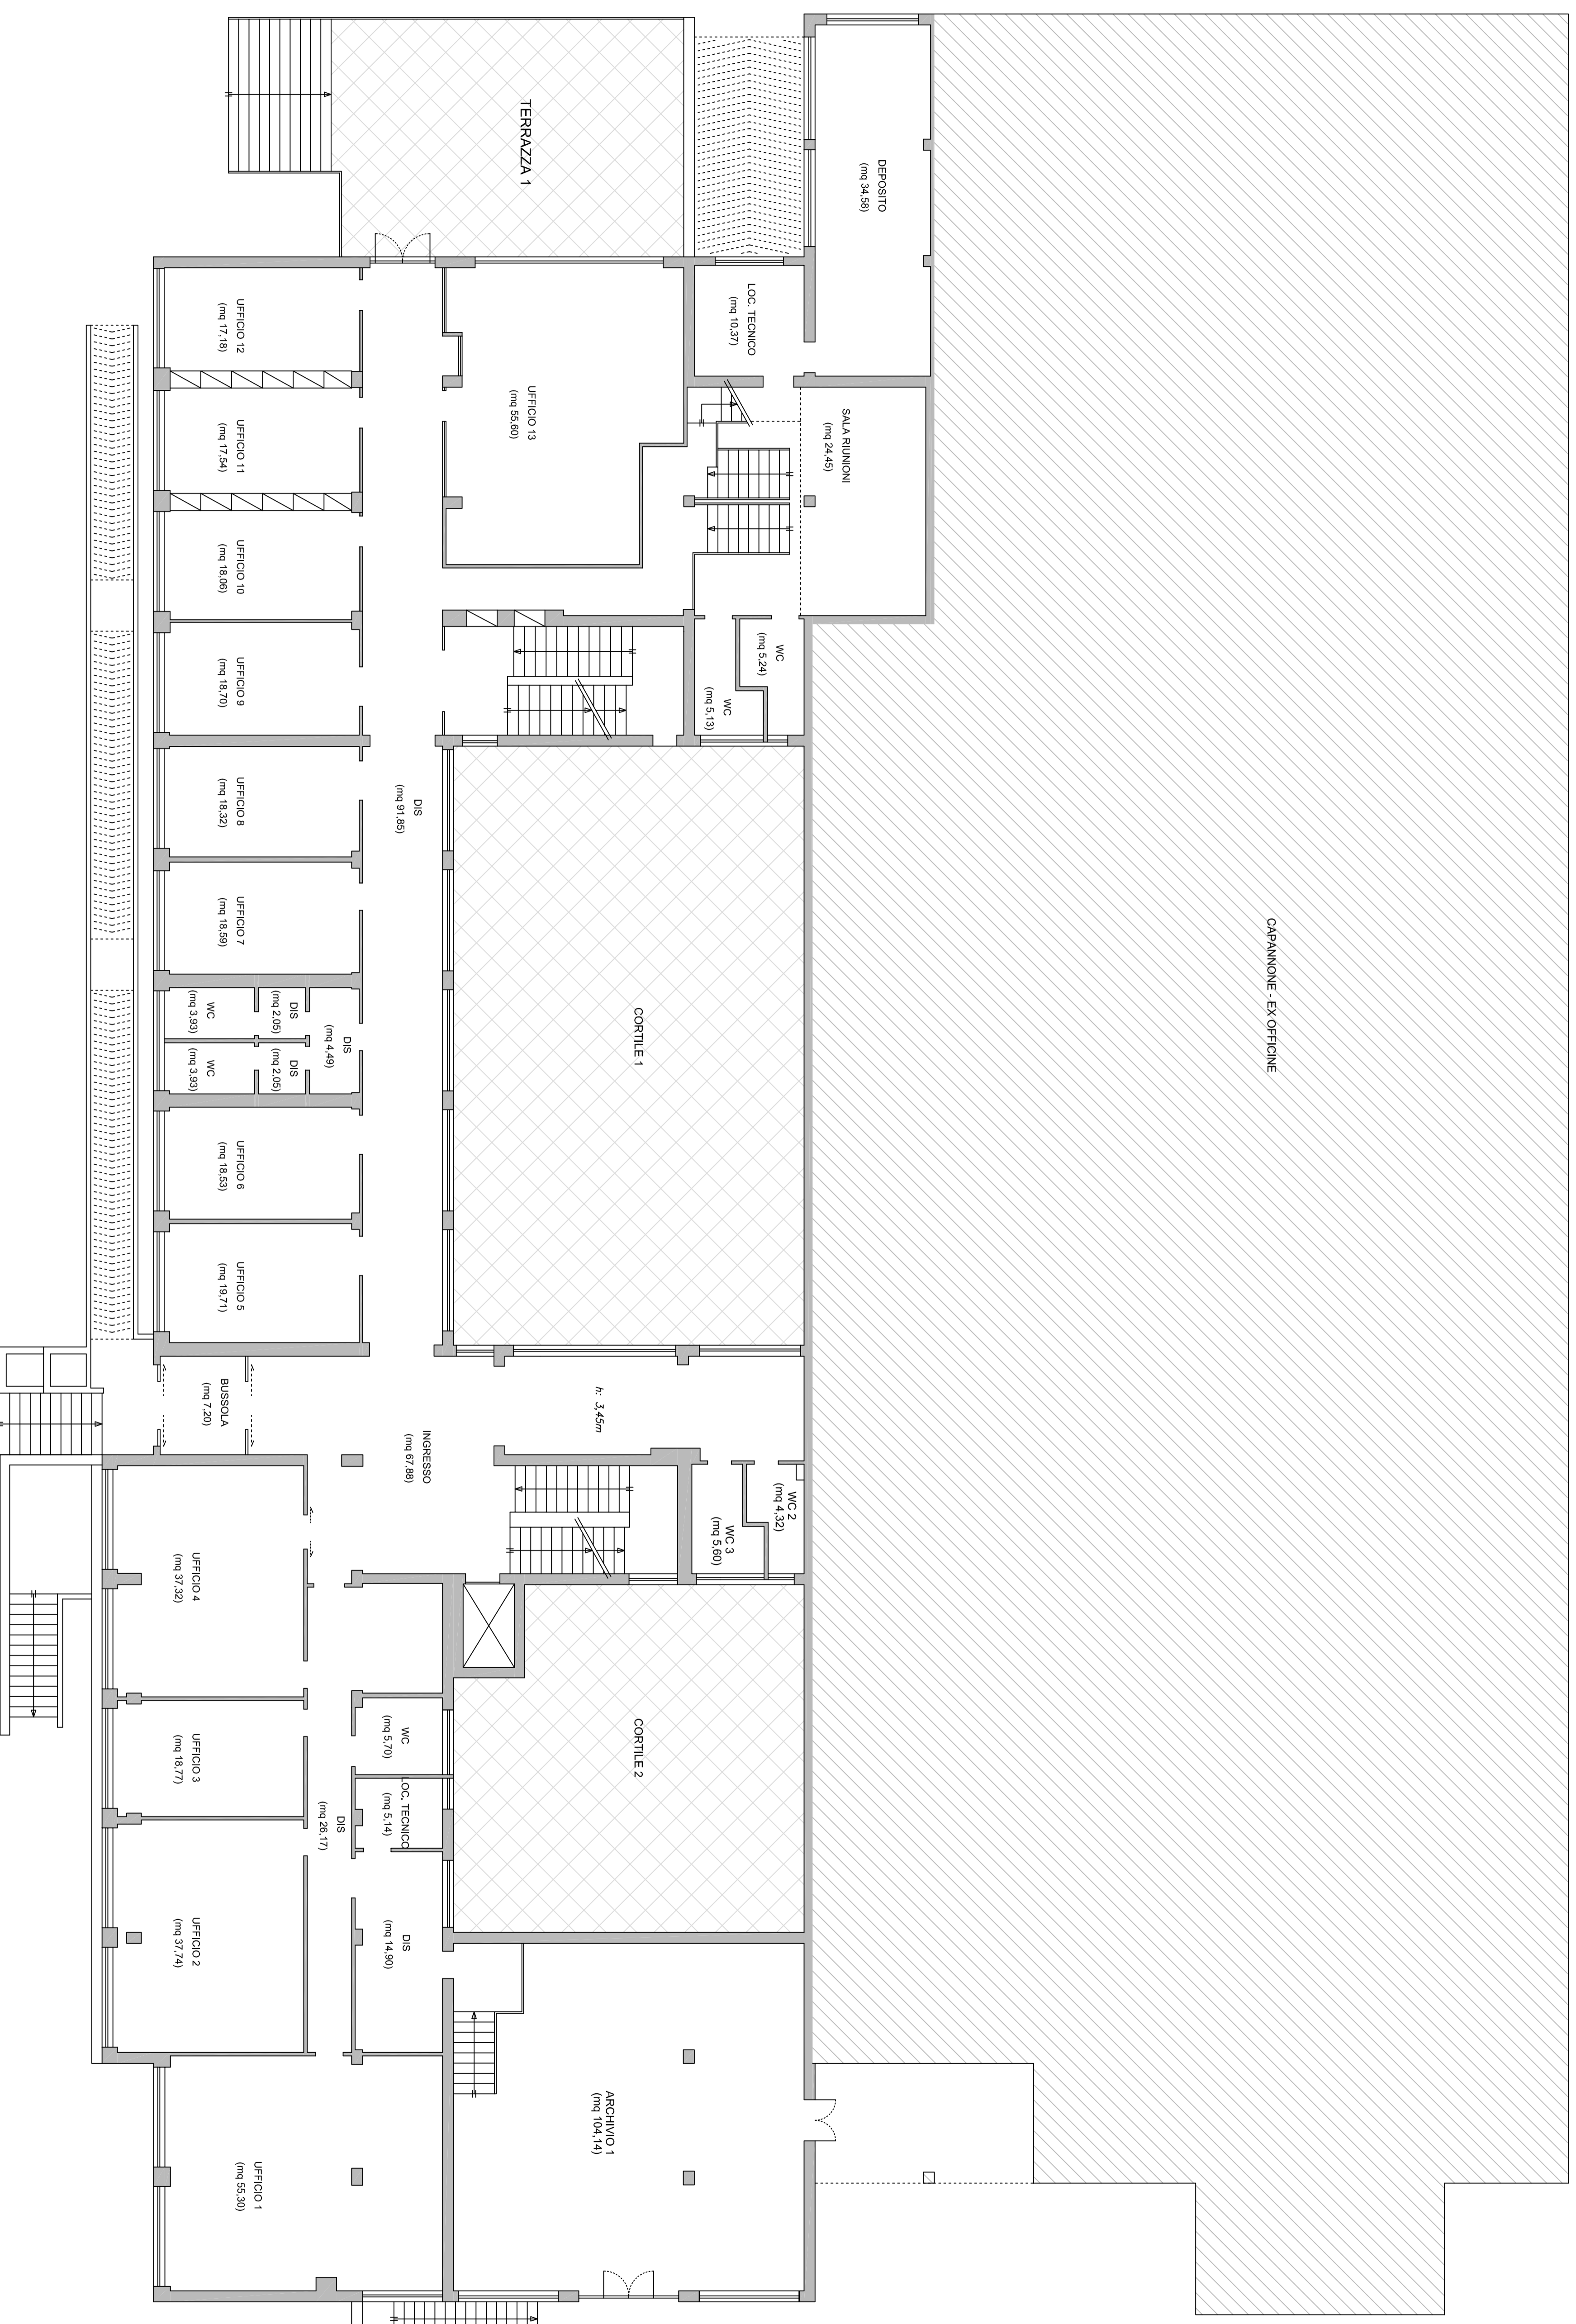 CAPANNONE - EX OFFICINE
DEPOSITO
(mq 34,58)
SALA RIUNIONI
(mq 24,45)
LOC. TECNICO
(mq 10,37)
WC
(mq 5,24)
WC
(mq 5,13)
WC 2
(mq 4,32)
WC 3
(mq 5,60)
TERRAZZA 1
UFFICIO 13
(mq 55,60)
CORTILE 1
h: 3,45m
CORTILE 2
ARCHIVIO 1
(mq 104,14)
DIS
(mq 91,85)
INGRESSO
(mq 67,88)
WC
(mq 5,70)
LOC. TECNICO
(mq 5,14)
DIS
(mq 14,90)
DIS
(mq 4,49)
DIS
(mq 26,17)
DIS
(mq 2,05)
DIS
(mq 2,05)
UFFICIO 12
(mq 17,18)
UFFICIO 11
(mq 17,54)
UFFICIO 10
(mq 18,06)
UFFICIO 9
(mq 18,70)
UFFICIO 8
(mq 18,32)
UFFICIO 7
(mq 18,59)
WC
(mq 3,93)
WC
(mq 3,93)
UFFICIO 6
(mq 18,53)
UFFICIO 5
(mq 19,71)
BUSSOLA
(mq 7,20)
UFFICIO 4
(mq 37,32)
UFFICIO 3
(mq 18,77)
UFFICIO 2
(mq 37,74)
UFFICIO 1
(mq 55,30)